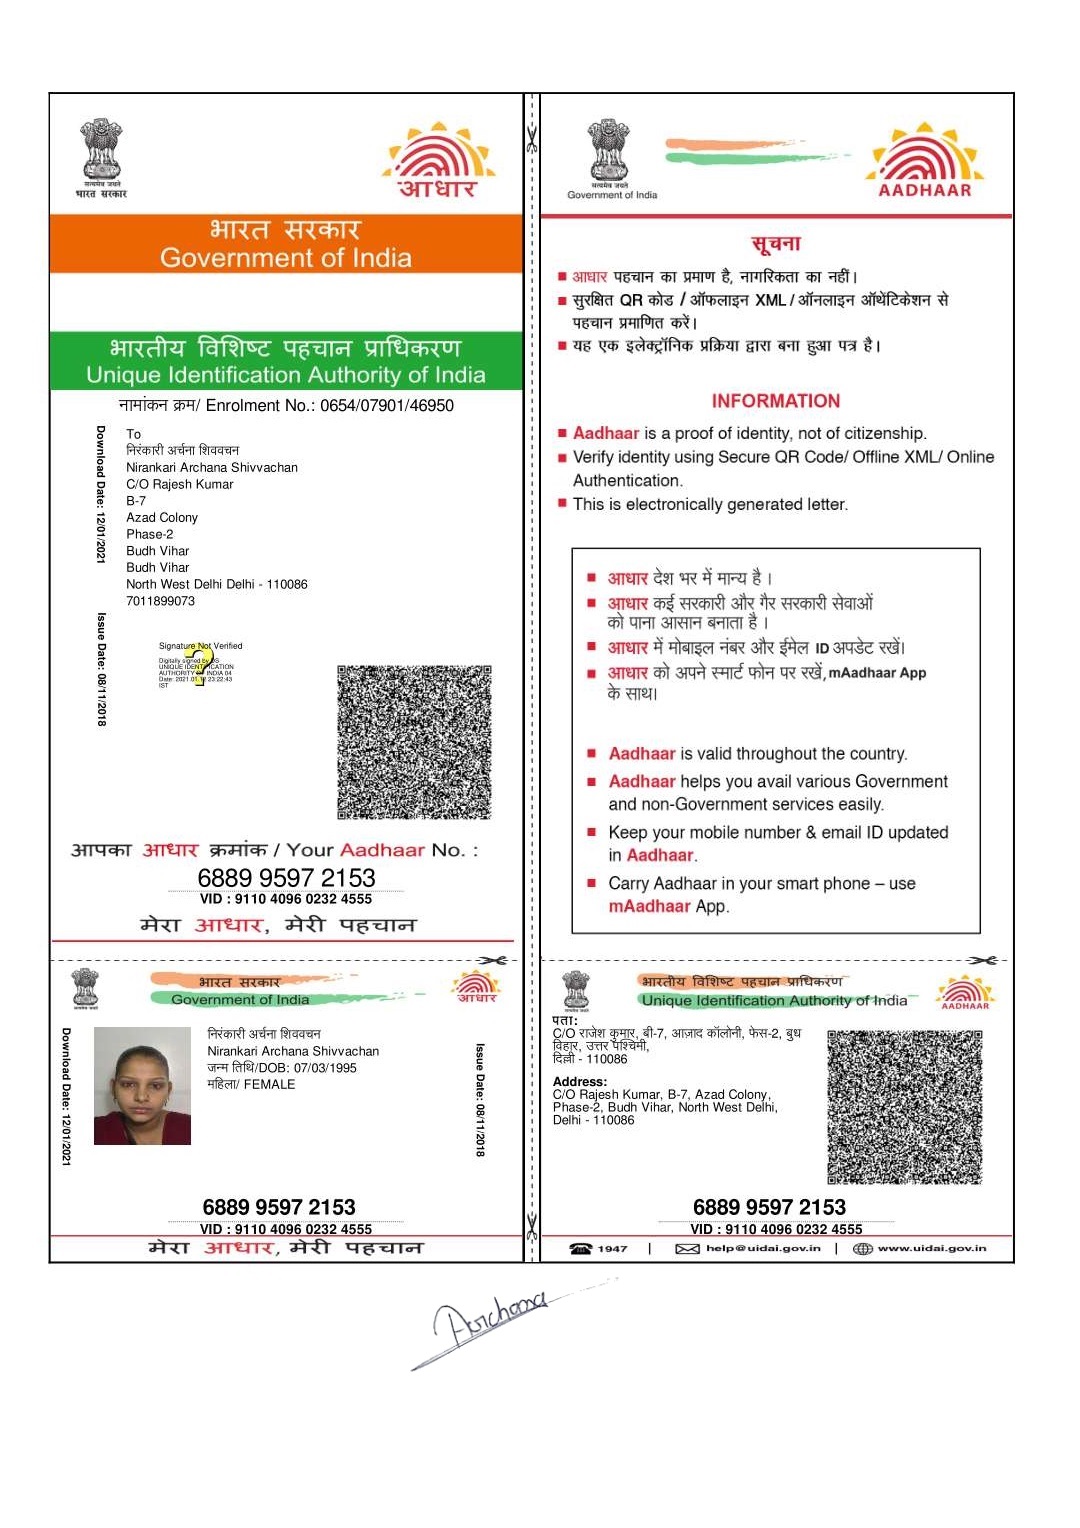 सत्यमेव जयते
भारत सरकार
आधार
भारत सरकार
Government of India
भारतीय विशिष्ट पहचान प्राधिकरण
Unique Identification Authority of India
नामांकन क्रम/ Enrolment No.: 0654/07901/46950
Download Date: 12/01/2021
Issue Date: 08/11/2018
To
निरंकारी अर्चना शिववचन
Nirankari Archana Shivvachan
C/O Rajesh Kumar
B-7
Azad Colony
Phase-2
Budh Vihar
Budh Vihar
North West Delhi Delhi - 110086
7011899073
Signature Not Verified
Digitally signed by DS
UNIQUE IDENTIFICATION
AUTHORITY OF INDIA 04
IST
आपका आधार क्रमांक / Your Aadhaar No. :
6889 9597 2153
VID : 9110 4096 0232 4555
मेरा आधार, मेरी पहचान
सत्यमेव जयते
Government of India
AADHAAR
सूचना
■ आधार पहचान का प्रमाण है, नागरिकता का नहीं।
■ सुरक्षित QR कोड / ऑफलाइन XML / ऑनलाइन ऑथेंटिकेशन से
पहचान प्रमाणित करें।
■ यह एक इलेक्ट्रॉनिक प्रक्रिया द्वारा बना हुआ पत्र है।
INFORMATION
■ Aadhaar is a proof of identity, not of citizenship.
■ Verify identity using Secure QR Code/ Offline XML/ Online
Authentication.
■ This is electronically generated letter.
■ आधार देश भर में मान्य है ।
■ आधार कई सरकारी और गैर सरकारी सेवाओं
को पाना आसान बनाता है ।
■ आधार में मोबाइल नंबर और ईमेल ID अपडेट रखें।
■ आधार को अपने स्मार्ट फोन पर रखें, mAadhaar App
के साथ।
■ Aadhaar is valid throughout the country.
■ Aadhaar helps you avail various Government
and non-Government services easily.
■ Keep your mobile number & email ID updated
in Aadhaar.
■ Carry Aadhaar in your smart phone – use
mAadhaar App.
भारत सरकार
Government of India
आधार
Download Date: 12/01/2021
निरंकारी अर्चना शिववचन
Nirankari Archana Shivvachan
जन्म तिथि/DOB: 07/03/1995
महिला/ FEMALE
Issue Date: 08/11/2018
6889 9597 2153
VID : 9110 4096 0232 4555
मेरा आधार, मेरी पहचान
भारतीय विशिष्ट पहचान प्राधिकरण
Unique Identification Authority of India
AADHAAR
पता:
C/O राजेश कुमार, बी-7, आज़ाद कॉलोनी, फेस-2, बुध
विहार, उत्तर पश्चिमी,
दिल्ली - 110086
Address:
C/O Rajesh Kumar, B-7, Azad Colony,
Phase-2, Budh Vihar, North West Delhi,
Delhi - 110086
6889 9597 2153
VID : 9110 4096 0232 4555
1947 | help@uidai.gov.in | www.uidai.gov.in
Archana